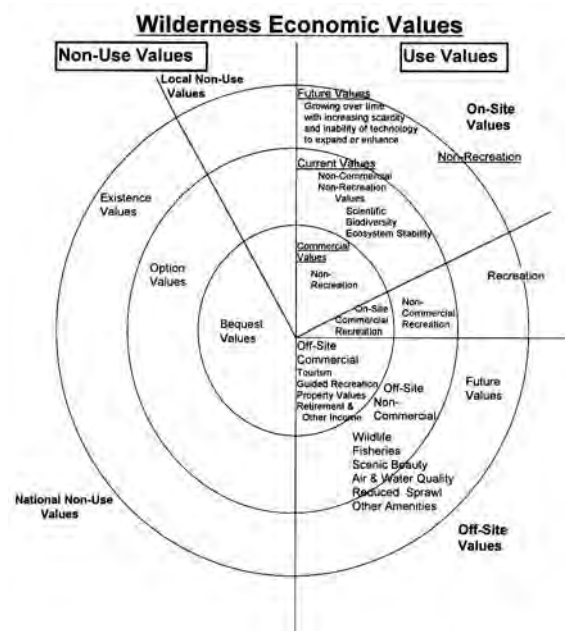 Wilderness Economic Values
Non-Use Values
Use Values
Local Non-Use
Values
Future Values
Growing over time
with increasing scarcity
and inability of technology
to expand or enhance
On-Site
Values
Non-Recreation
Current Values
Non-Commercial
Non-Recreation
Values
Scientific
Biodiversity
Ecosystem Stability
Existence
Values
Option
Values
Commercial
Values
Non-
Recreation
Recreation
On-Site
Commercial
Recreation
Non-
Commercial
Recreation
Bequest
Values
Off-Site
Commercial
Tourism
Guided Recreation
Property Values
Retirement &
Other Income
Off-Site
Non-
Commercial
Future
Values
Wildlife
Fisheries
Scenic Beauty
Air & Water Quality
Reduced Sprawl
Other Amenities
National Non-Use
Values
Off-Site
Values